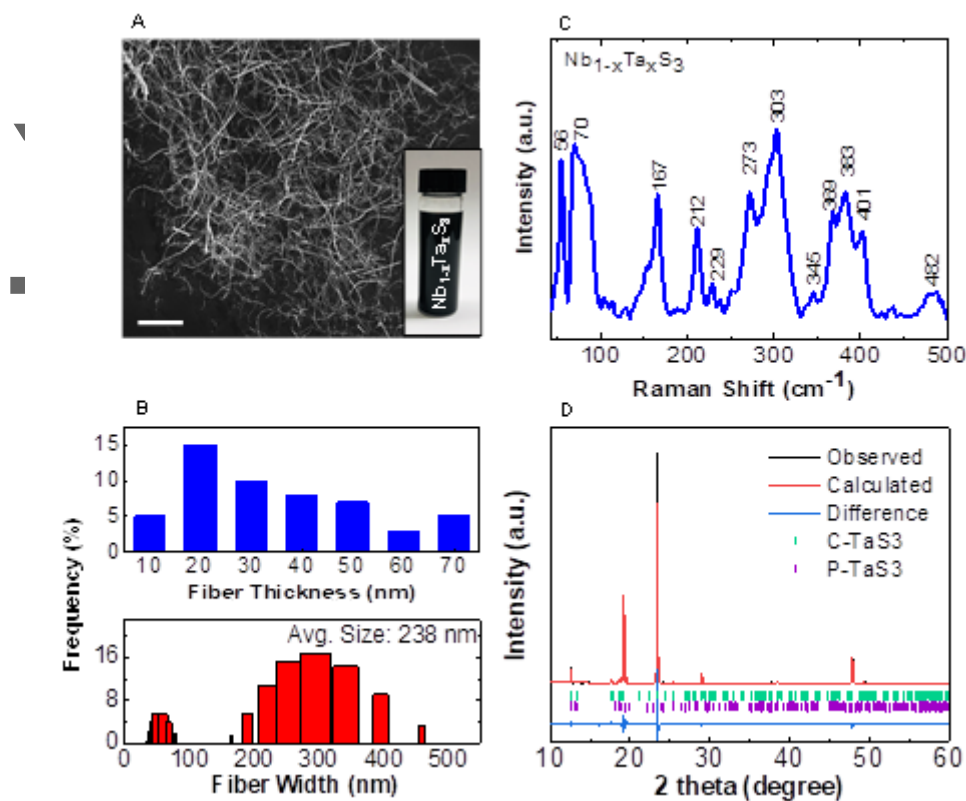 A
Nb1-xTaxS3
B
Frequency (%)
15
10
5
0
10 20 30 40 50 60 70
Fiber Thickness (nm)
Avg. Size: 238 nm
16
8
0
0 100 200 300 400 500
Fiber Width (nm)
C
Nb1-xTaxS3
Intensity (a.u.)
56
70
167
212
229
273
303
345
369
383
401
482
100 200 300 400 500
Raman Shift (cm-1)
D
Intensity (a.u.)
Observed
Calculated
Difference
C-TaS3
P-TaS3
10 20 30 40 50 60
2 theta (degree)